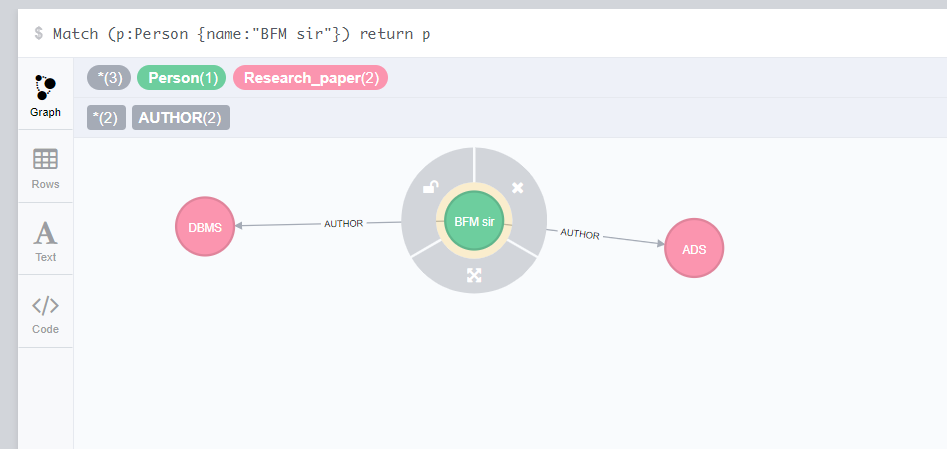 $ Match (p:Person {name:"BFM sir"}) return p
*(3) Person(1) Research_paper(2)
*(2) AUTHOR(2)
Graph
Rows
A
Text
</>
Code
DBMS
AUTHOR
BFM sir
AUTHOR
ADS